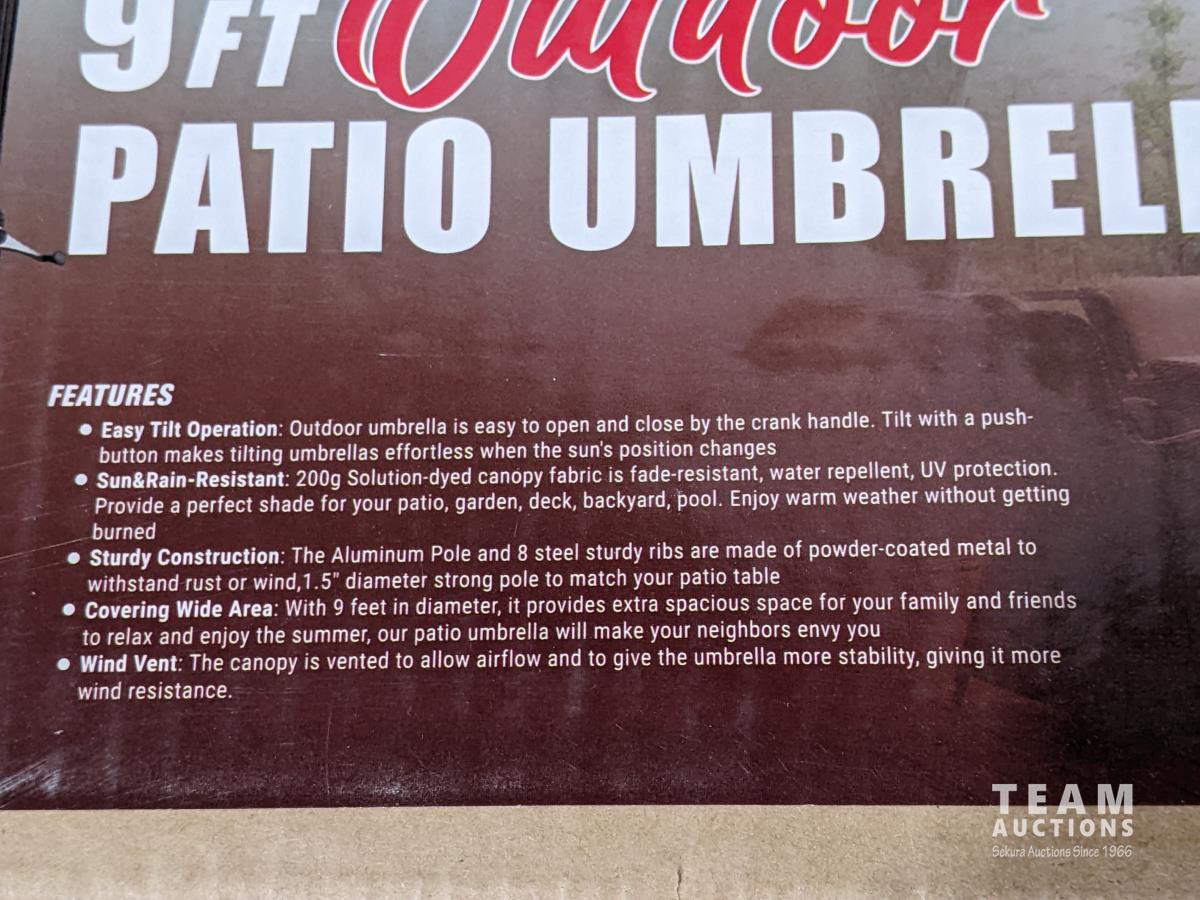 9FT Outdoor
PATIO UMBREL
FEATURES
● Easy Tilt Operation: Outdoor umbrella is easy to open and close by the crank handle. Tilt with a push-
button makes tilting umbrellas effortless when the sun's position changes
● Sun&Rain-Resistant: 200g Solution-dyed canopy fabric is fade-resistant, water repellent, UV protection.
Provide a perfect shade for your patio, garden, deck, backyard, pool. Enjoy warm weather without getting
burned
● Sturdy Construction: The Aluminum Pole and 8 steel sturdy ribs are made of powder-coated metal to
withstand rust or wind,1.5" diameter strong pole to match your patio table
● Covering Wide Area: With 9 feet in diameter, it provides extra spacious space for your family and friends
to relax and enjoy the summer, our patio umbrella will make your neighbors envy you
● Wind Vent: The canopy is vented to allow airflow and to give the umbrella more stability, giving it more
wind resistance.
TEAM
AUCTIONS
Sekura Auctions Since 1966